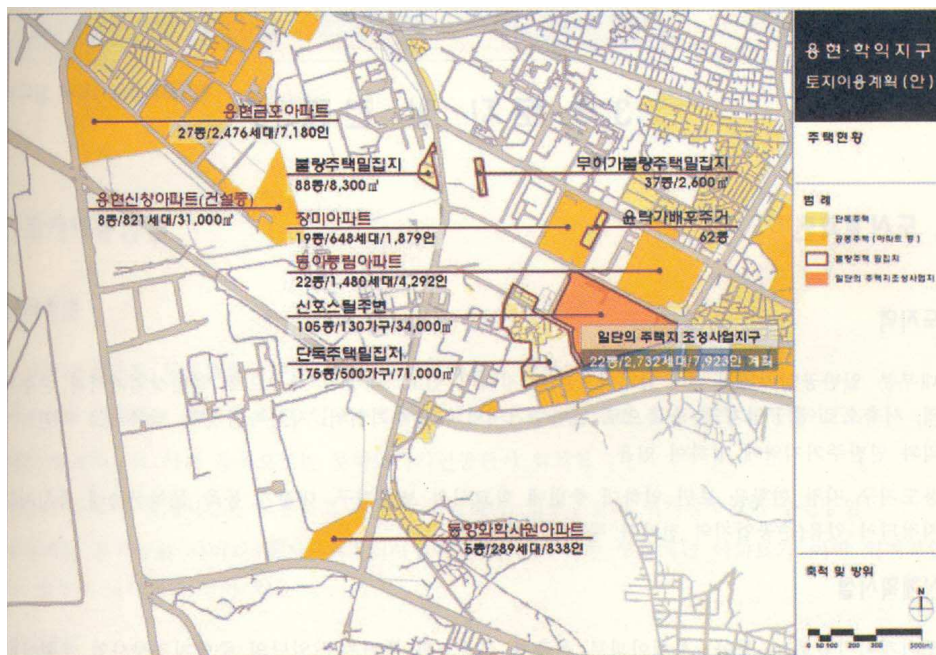 용현·학익지구
토지이용계획(안)
주택현황
범 례
단독주택
공동주택(아파트 등)
불량주택 밀집지
일단의 주택지조성사업지구
축척 및 방위
N
0 50 100 200 300 500m
용현금호아파트
27동/2,476세대/7,180인
불량주택밀집지
88동/8,300㎡
무허가불량주택밀집지
37동/2,600㎡
용현신창아파트(건설중)
8동/821세대/31,000㎡
장미아파트
19동/648세대/1,879인
윤락가배후주거
62동
동아풍림아파트
22동/1,480세대/4,292인
신호스틸주변
105동/130가구/34,000㎡
일단의 주택지 조성사업지구
22동/2,732세대/7,923인 계획
단독주택밀집지
175동/500가구/71,000㎡
동양화학사원아파트
5동/289세대/838인